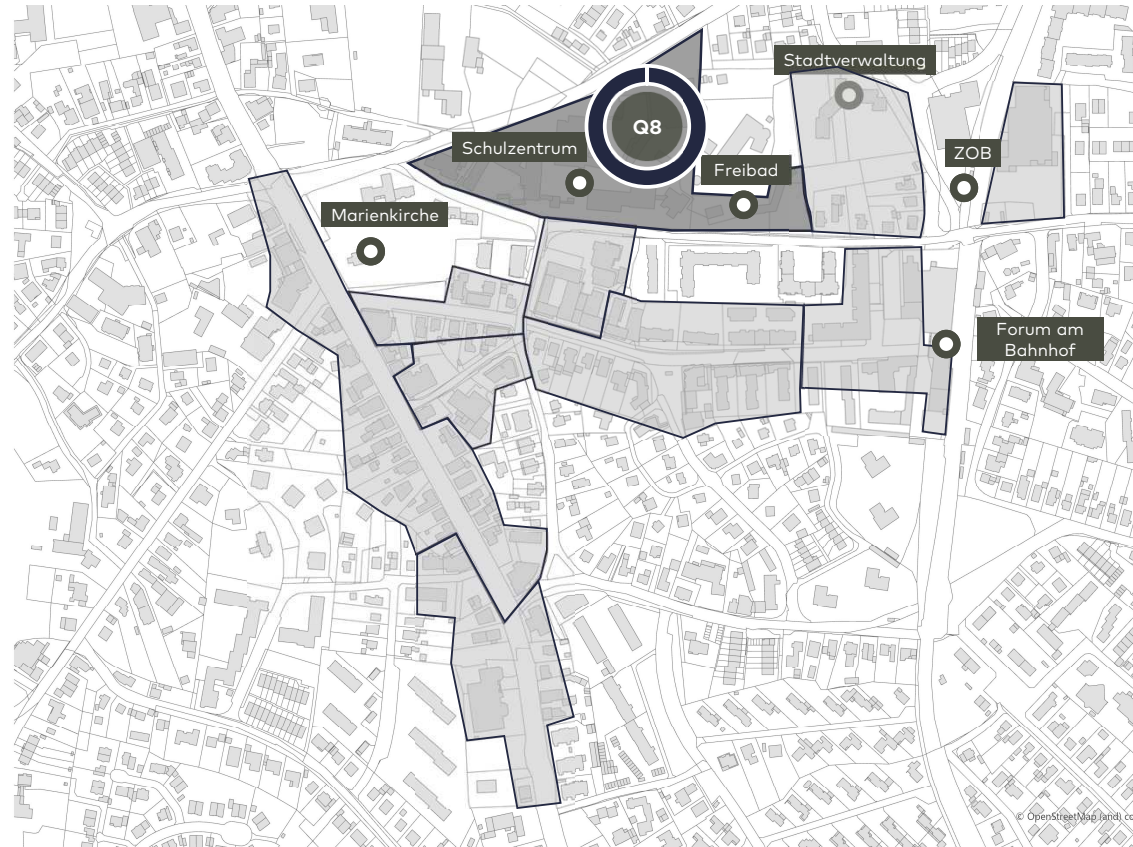 Stadtverwaltung
Q8
Schulzentrum
ZOB
Freibad
Marienkirche
Forum am
Bahnhof
© OpenStreetMap (and) co